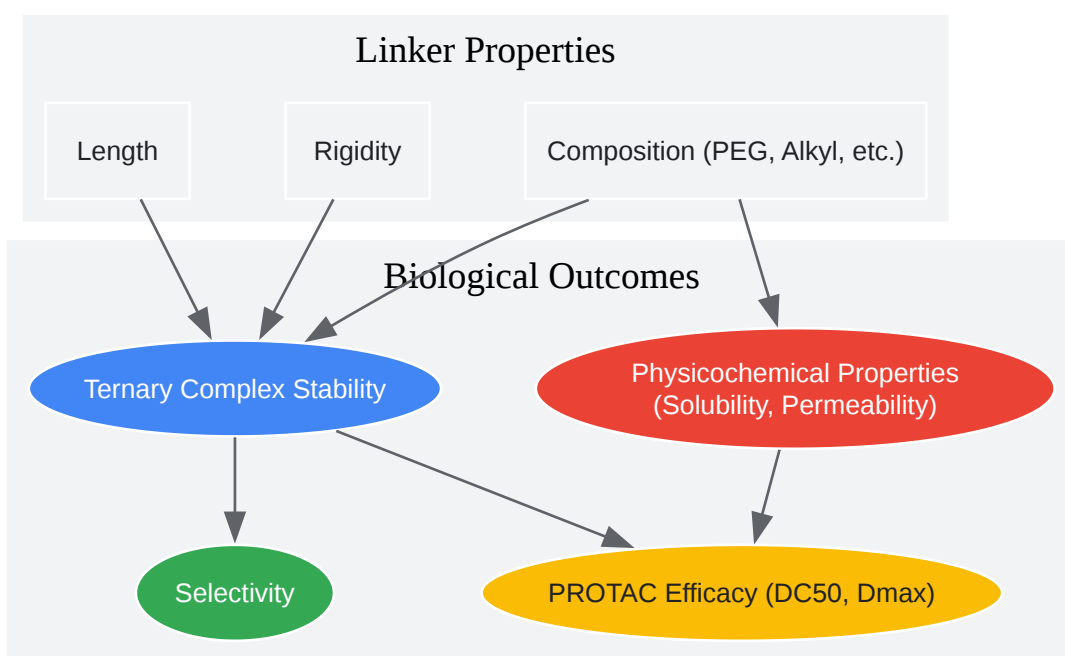 Linker Properties
Length
Rigidity
Composition (PEG, Alkyl, etc.)
Biological Outcomes
Ternary Complex Stability
Physicochemical Properties
(Solubility, Permeability)
Selectivity
PROTAC Efficacy (DC50, Dmax)